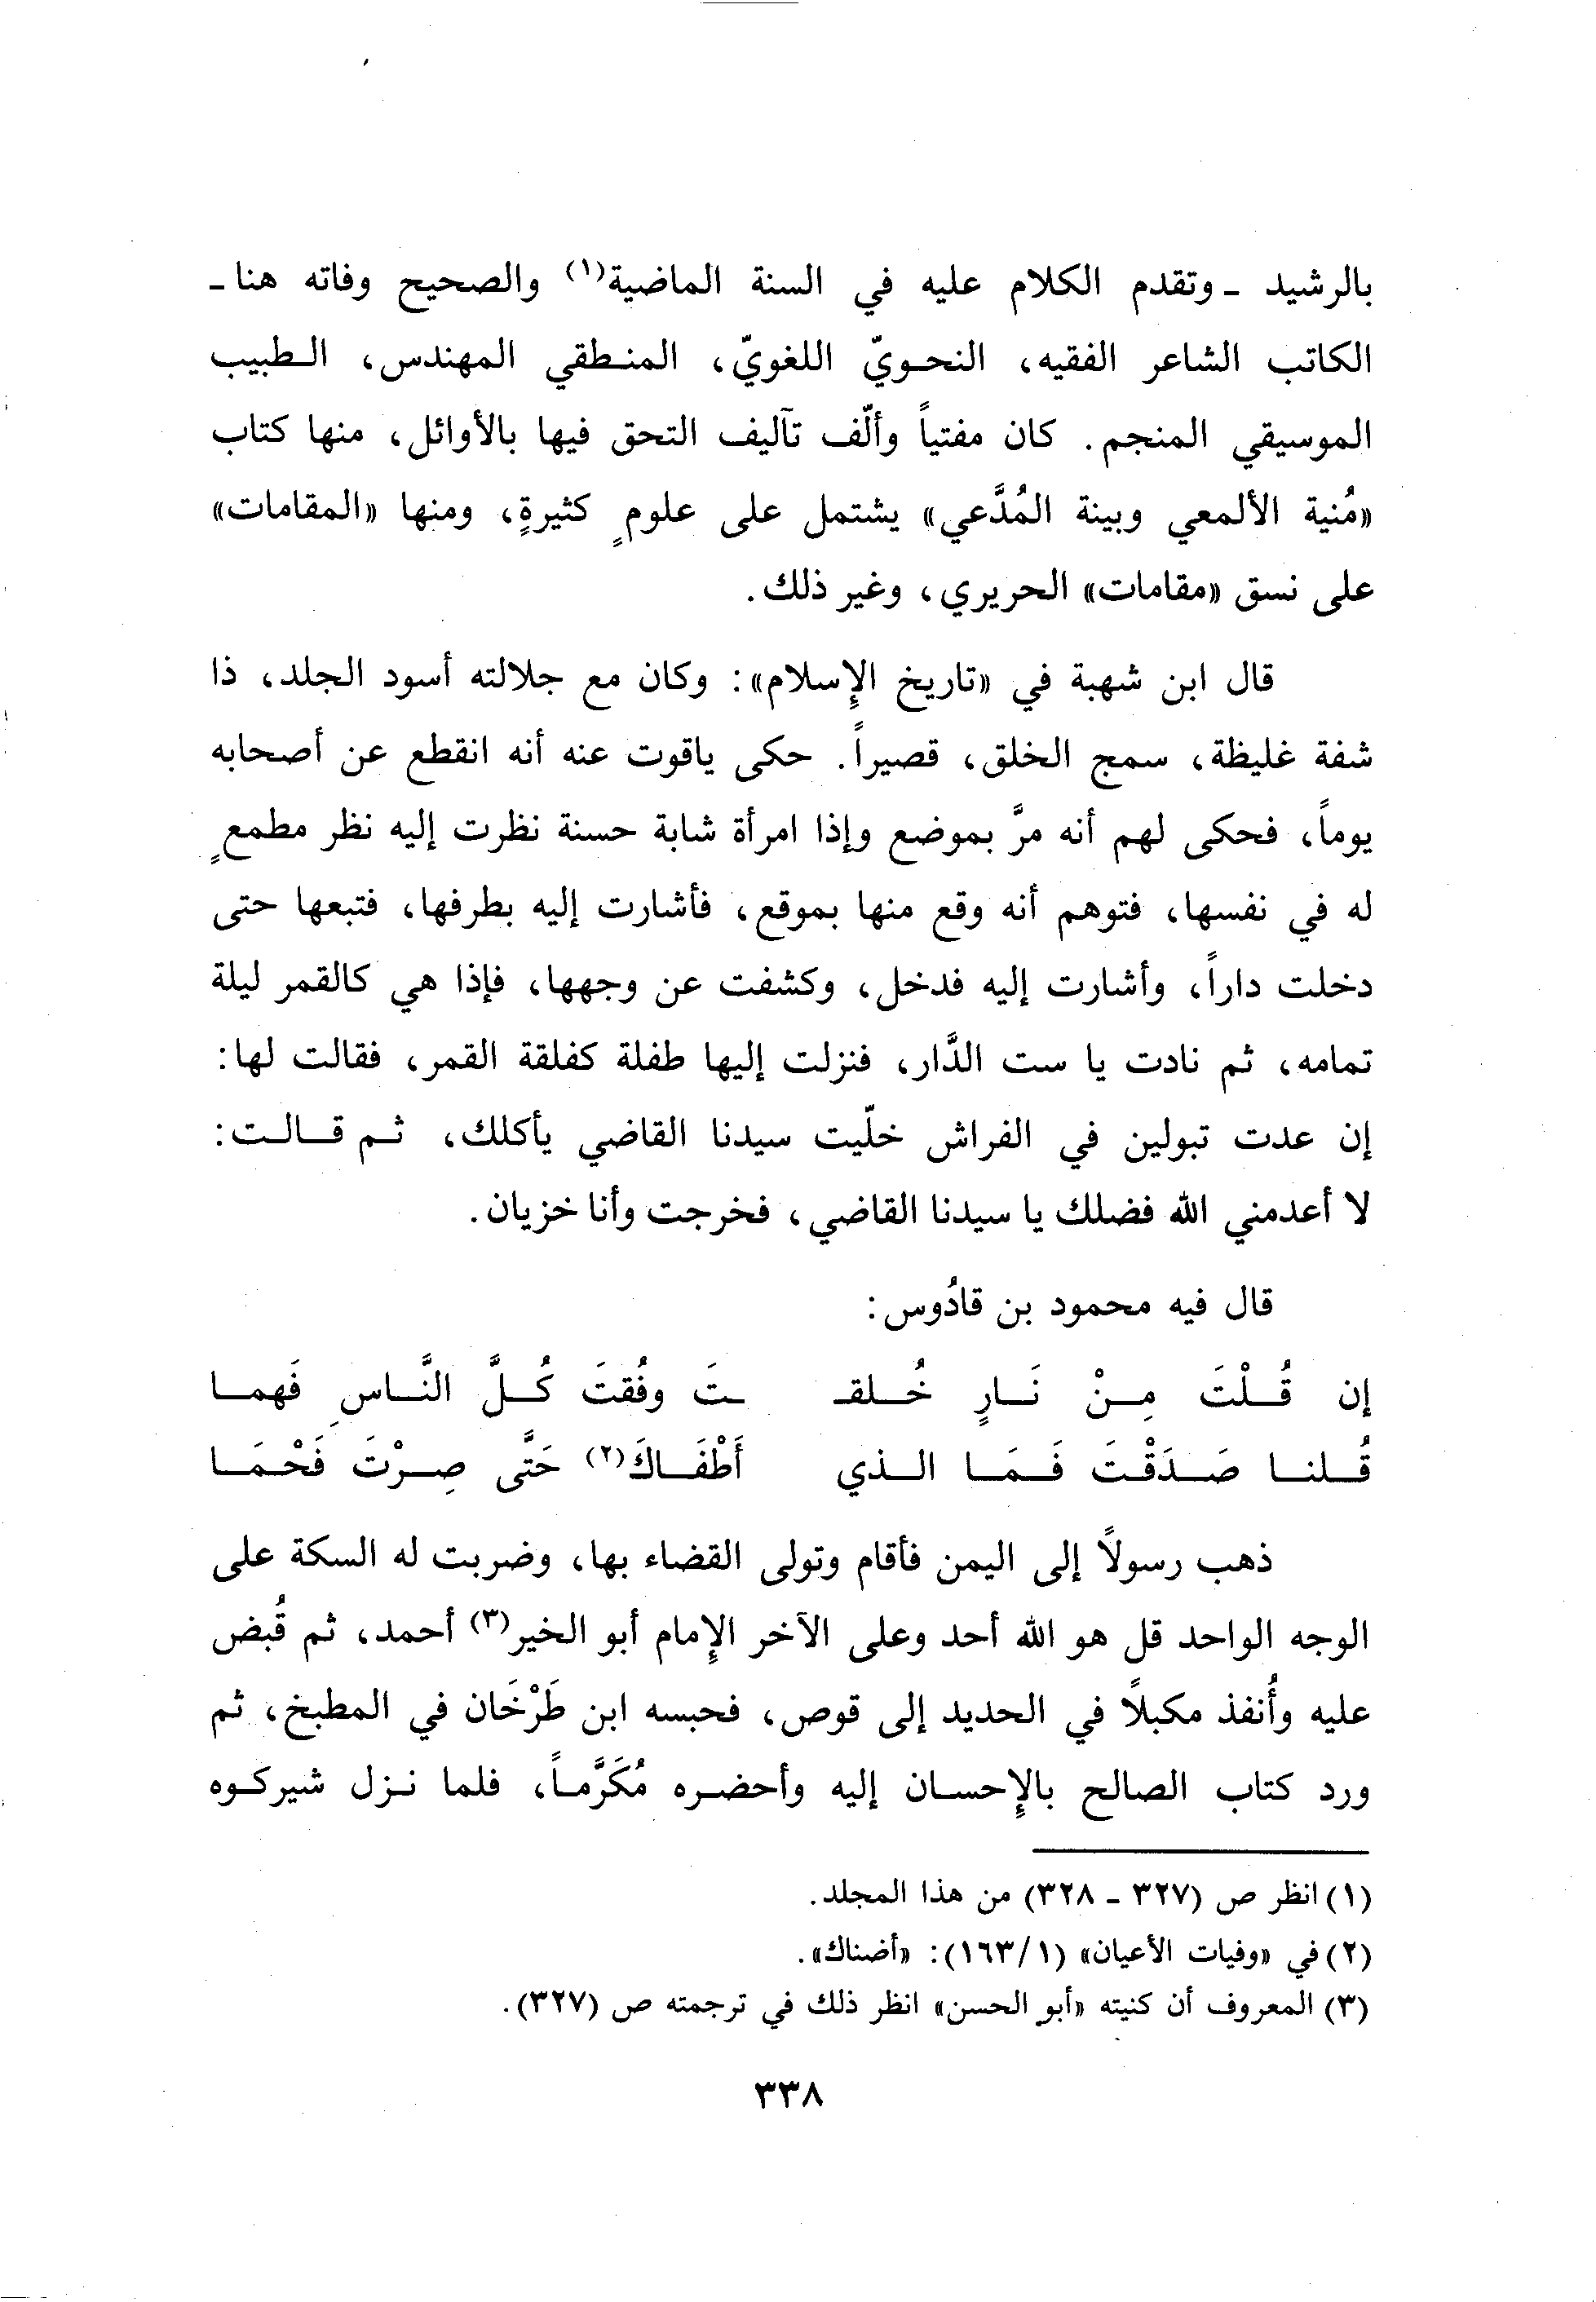 بالرشيد ـ وتقدم الكلام عليه في السنة الماضية(١) والصحيح وفاته هنا ـ
الكاتب الشاعر الفقيه، النحويّ اللغويّ، المنطقي المهندس، الطبيب
الموسيقي المنجم. كان مفتياً وألّف تآليف التحق فيها بالأوائل، منها كتاب
«مُنية الألمعي وبينة المُدَّعي» يشتمل على علومٍ كثيرةٍ، ومنها «المقامات»
على نسق «مقامات» الحريري، وغير ذلك.
قال ابن شهبة في «تاريخ الإسلام»: وكان مع جلالته أسود الجلد، ذا
شفة غليظة، سمج الخلق، قصيراً. حكى ياقوت عنه أنه انقطع عن أصحابه
يوماً، فحكى لهم أنه مرَّ بموضع وإذا امرأة شابة حسنة نظرت إليه نظر مطمعٍ
له في نفسها، فتوهم أنه وقع منها بموقع، فأشارت إليه بطرفها، فتبعها حتى
دخلت داراً، وأشارت إليه فدخل، وكشفت عن وجهها، فإذا هي كالقمر ليلة
تمامه، ثم نادت يا ست الدَّار، فنزلت إليها طفلة كفلقة القمر، فقالت لها:
إن عدت تبولين في الفراش خلّيت سيدنا القاضي يأكلك، ثم قالت:
لا أعدمني الله فضلك يا سيدنا القاضي، فخرجت وأنا خزيان.
قال فيه محمود بن قادُوس:
إن قُلْتَ مِنْ نَارٍ خُلقـ ـتَ وفُقتَ كُلَّ النَّاسِ فَهما
قُلنا صَدَقْتَ فَمَا الذي أَطْفَاكَ(٢) حَتَّى صِرْتَ فَحْمَا
ذهب رسولاً إلى اليمن فأقام وتولى القضاء بها، وضربت له السكة على
الوجه الواحد قل هو الله أحد وعلى الآخر الإمام أبو الخير(٣) أحمد، ثم قُبض
عليه وأُنفذ مكبلاً في الحديد إلى قوص، فحبسه ابن طَرْخَان في المطبخ، ثم
ورد كتاب الصالح بالإحسان إليه وأحضره مُكَرَّماً، فلما نزل شيركوه
(١) انظر ص (٣٢٧ ـ ٣٢٨) من هذا المجلد.
(٢) في «وفيات الأعيان» (١/١٦٣): «أضناك».
(٣) المعروف أن كنيته «أبو الحسن» انظر ذلك في ترجمته ص (٣٢٧).
٣٣٨